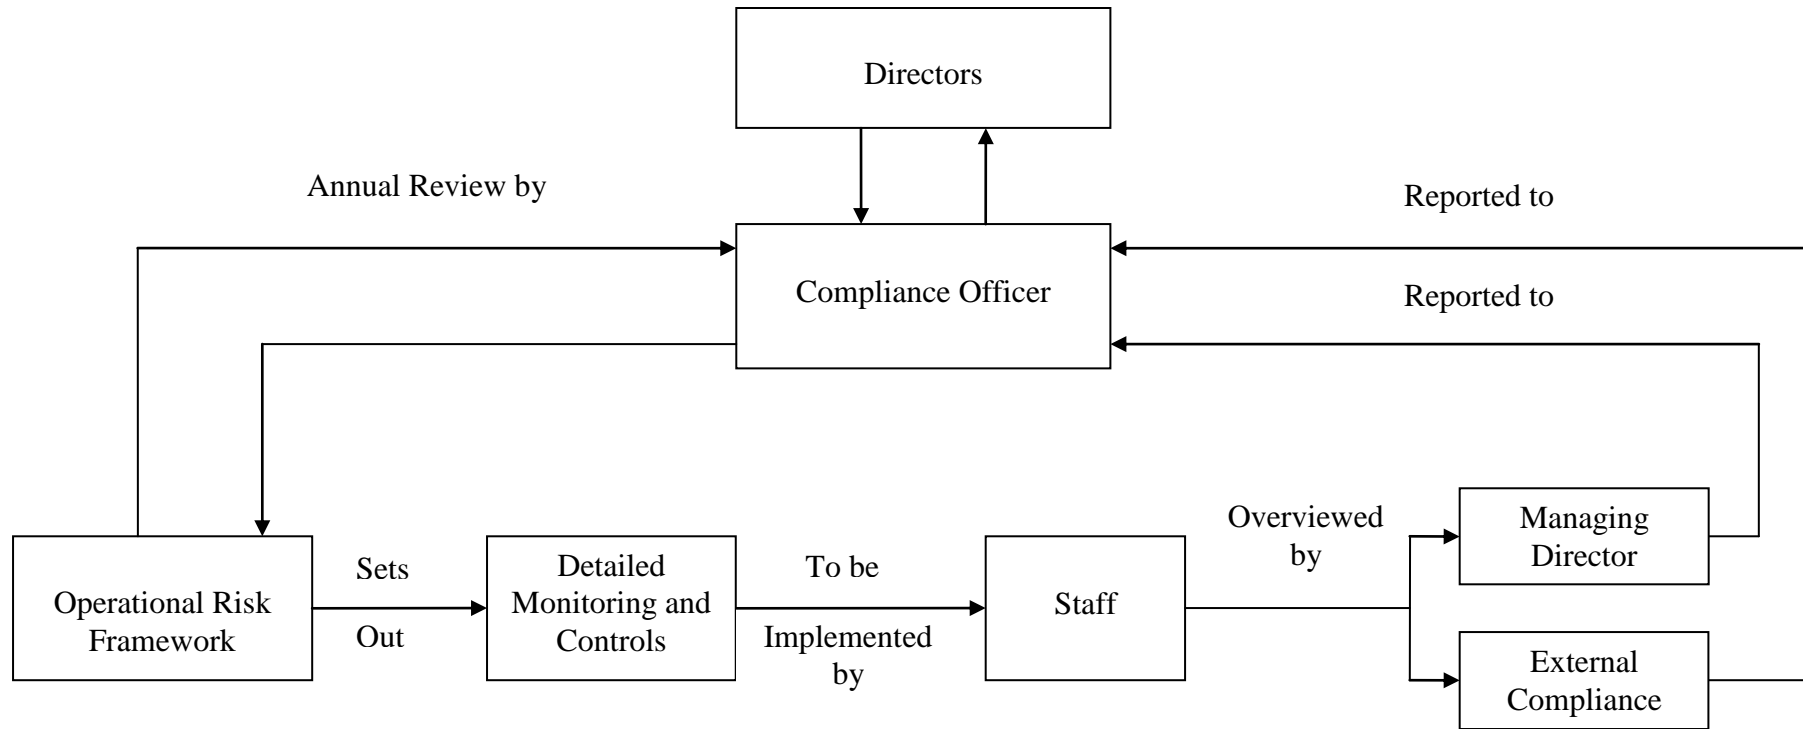 Directors
Annual Review by
Reported to
Compliance Officer
Reported to
Operational Risk
Framework
Sets
Out
Detailed
Monitoring and
Controls
To be
Implemented
by
Staff
Overviewed
by
Managing
Director
External
Compliance